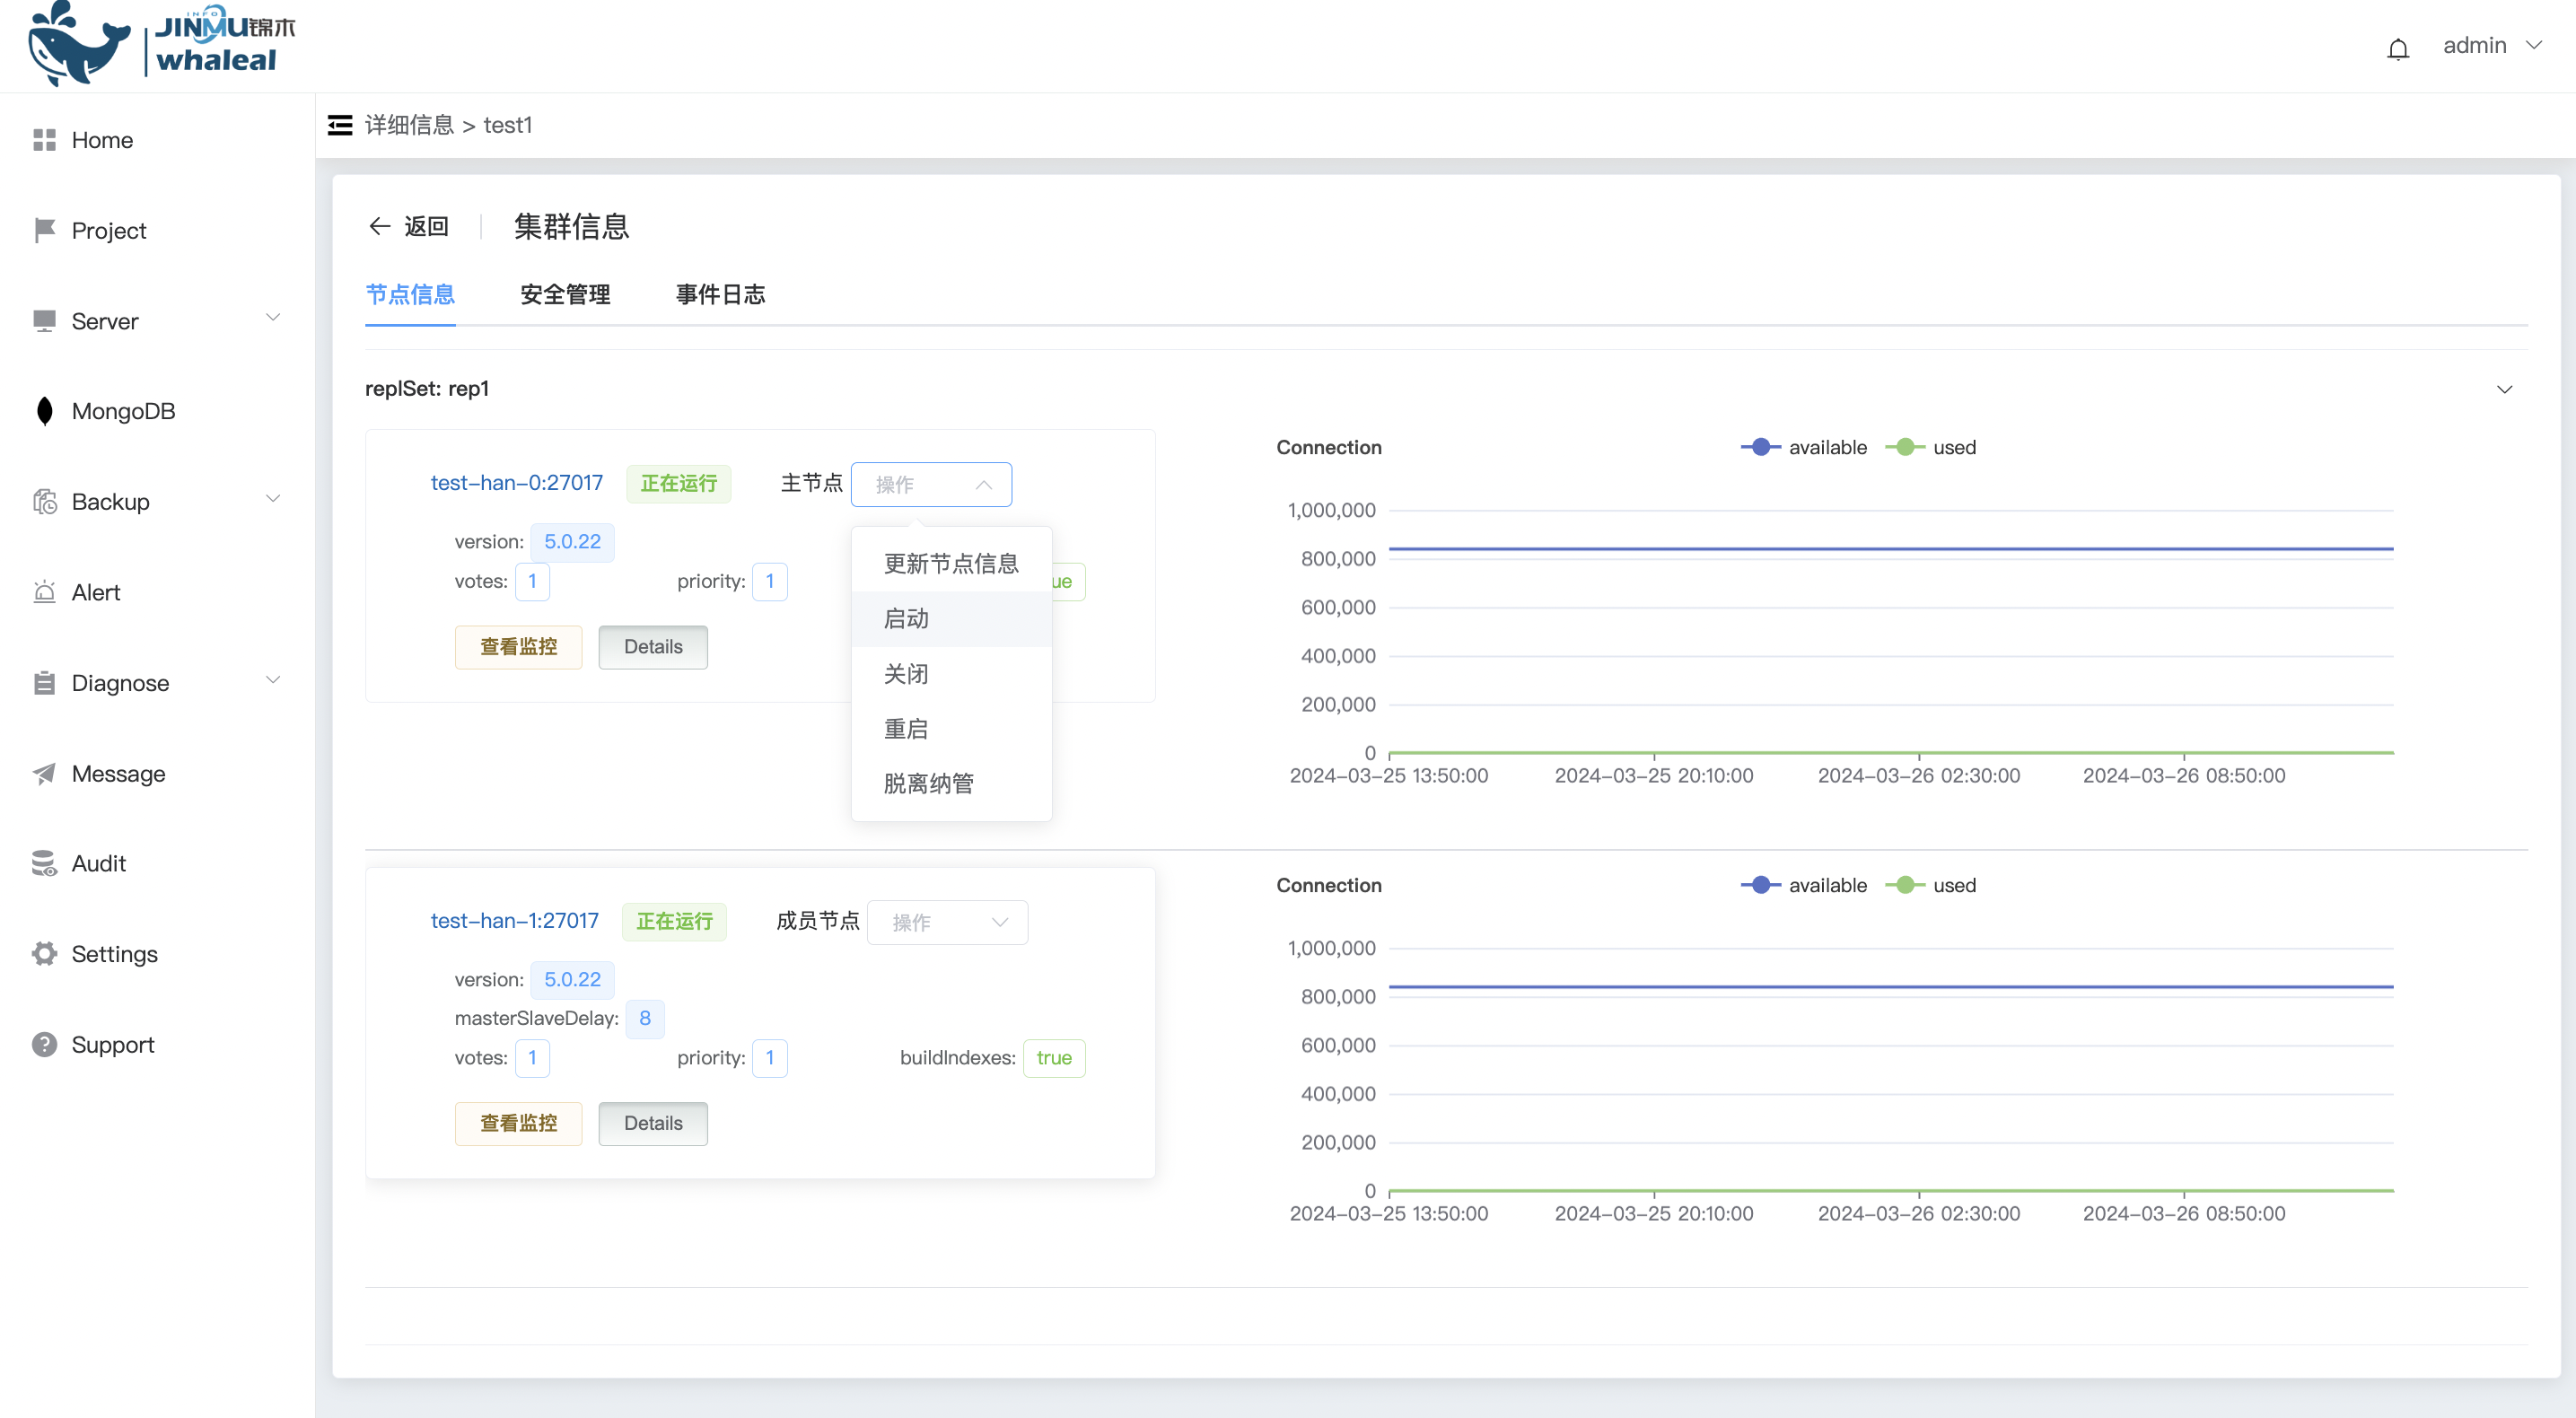 INFO
JINMU锦木
whaleal
admin
Home
Project
Server
MongoDB
Backup
Alert
Diagnose
Message
Audit
Settings
Support
详细信息 > test1
返回 集群信息
节点信息 安全管理 事件日志
replSet: rep1
test-han-0:27017 正在运行 主节点 操作
version: 5.0.22
votes: 1 priority: 1 ue
查看监控 Details
更新节点信息
启动
关闭
重启
脱离纳管
Connection available used
1,000,000
800,000
600,000
400,000
200,000
0
2024-03-25 13:50:00 2024-03-25 20:10:00 2024-03-26 02:30:00 2024-03-26 08:50:00
test-han-1:27017 正在运行 成员节点 操作
version: 5.0.22
masterSlaveDelay: 8
votes: 1 priority: 1 buildIndexes: true
查看监控 Details
Connection available used
1,000,000
800,000
600,000
400,000
200,000
0
2024-03-25 13:50:00 2024-03-25 20:10:00 2024-03-26 02:30:00 2024-03-26 08:50:00